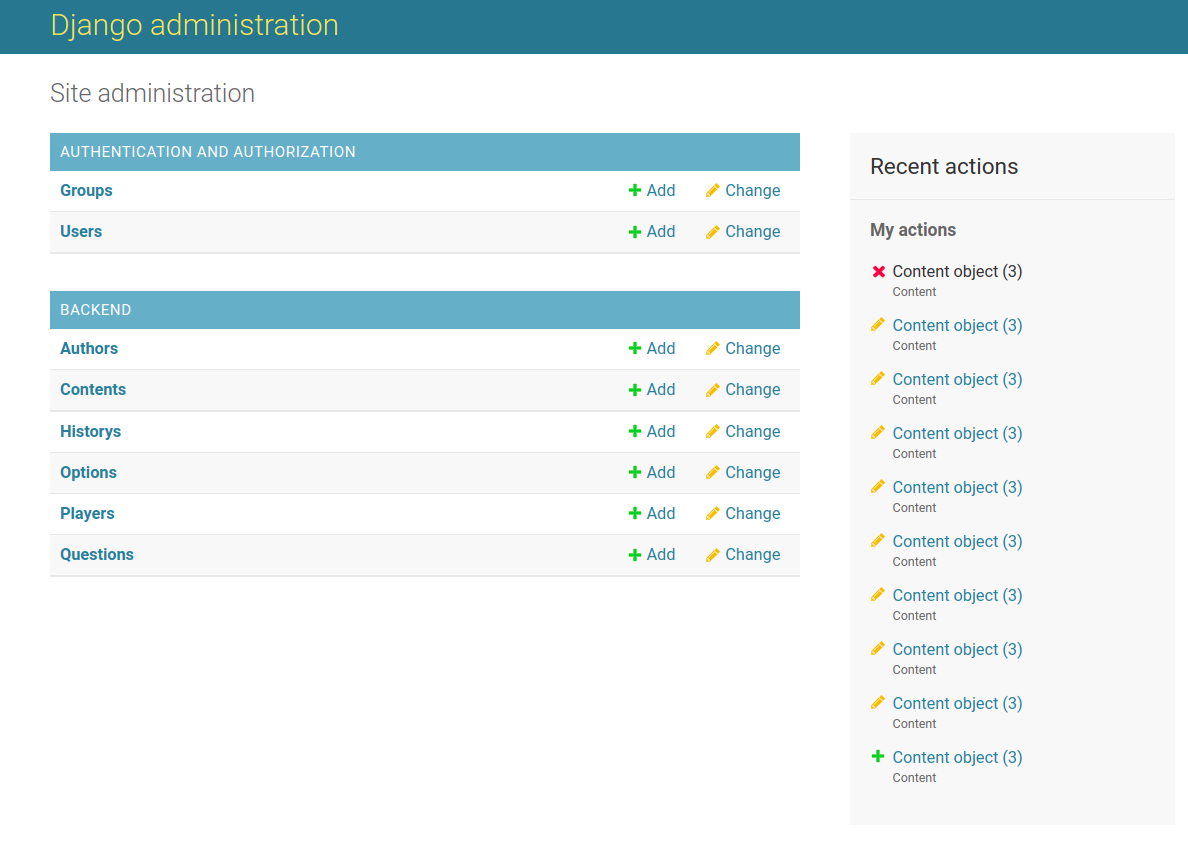 Django administration
Site administration
AUTHENTICATION AND AUTHORIZATION
Groups Add Change
Users Add Change
BACKEND
Authors Add Change
Contents Add Change
Historys Add Change
Options Add Change
Players Add Change
Questions Add Change
Recent actions
My actions
Content object (3)
Content
Content object (3)
Content
Content object (3)
Content
Content object (3)
Content
Content object (3)
Content
Content object (3)
Content
Content object (3)
Content
Content object (3)
Content
Content object (3)
Content
Content object (3)
Content